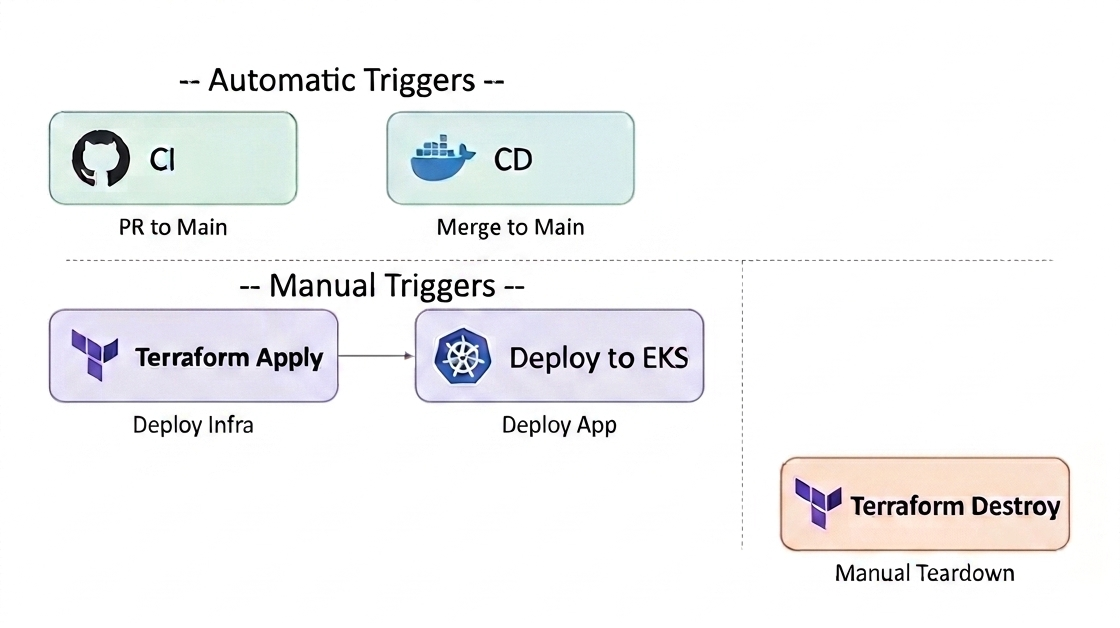 -- Automatic Triggers --
CI
CD
PR to Main
Merge to Main
-- Manual Triggers --
Terraform Apply
Deploy to EKS
Deploy Infra
Deploy App
Terraform Destroy
Manual Teardown